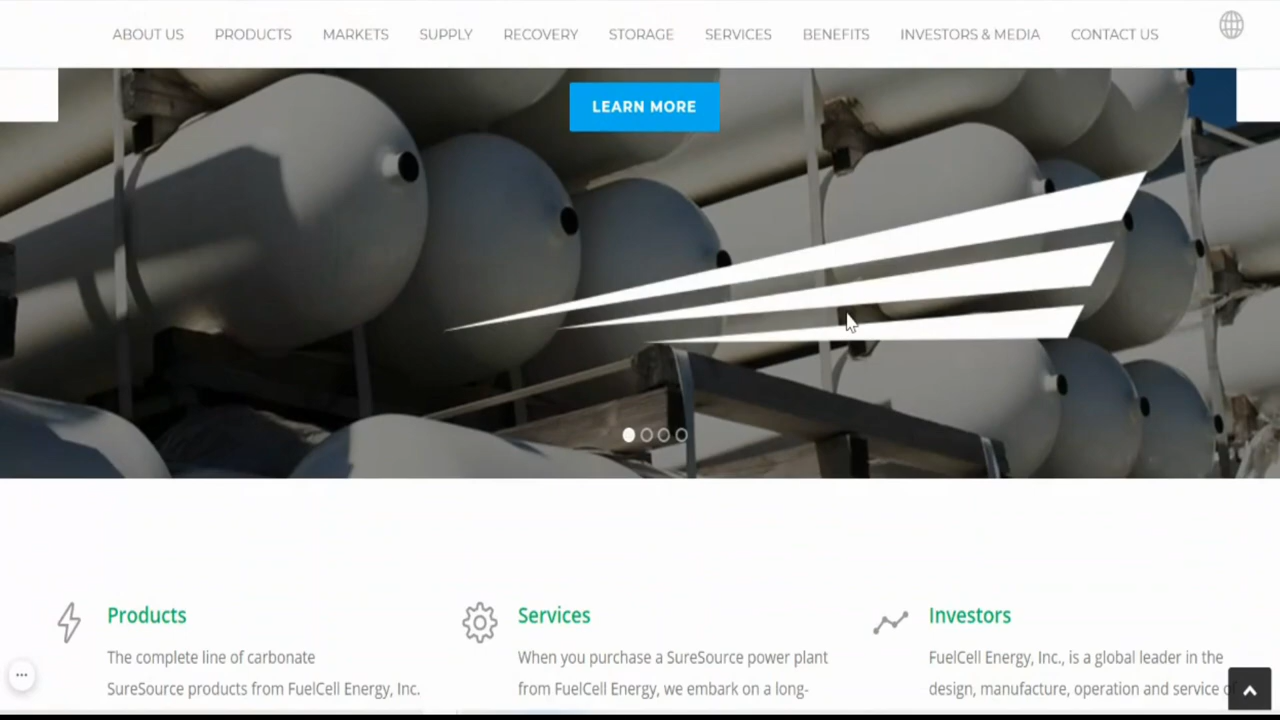 ABOUT US PRODUCTS MARKETS SUPPLY RECOVERY STORAGE SERVICES BENEFITS INVESTORS & MEDIA CONTACT US
LEARN MORE
Products
The complete line of carbonate
SureSource products from FuelCell Energy, Inc.
Services
When you purchase a SureSource power plant
from FuelCell Energy, we embark on a long-
Investors
FuelCell Energy, Inc., is a global leader in the
design, manufacture, operation and service of